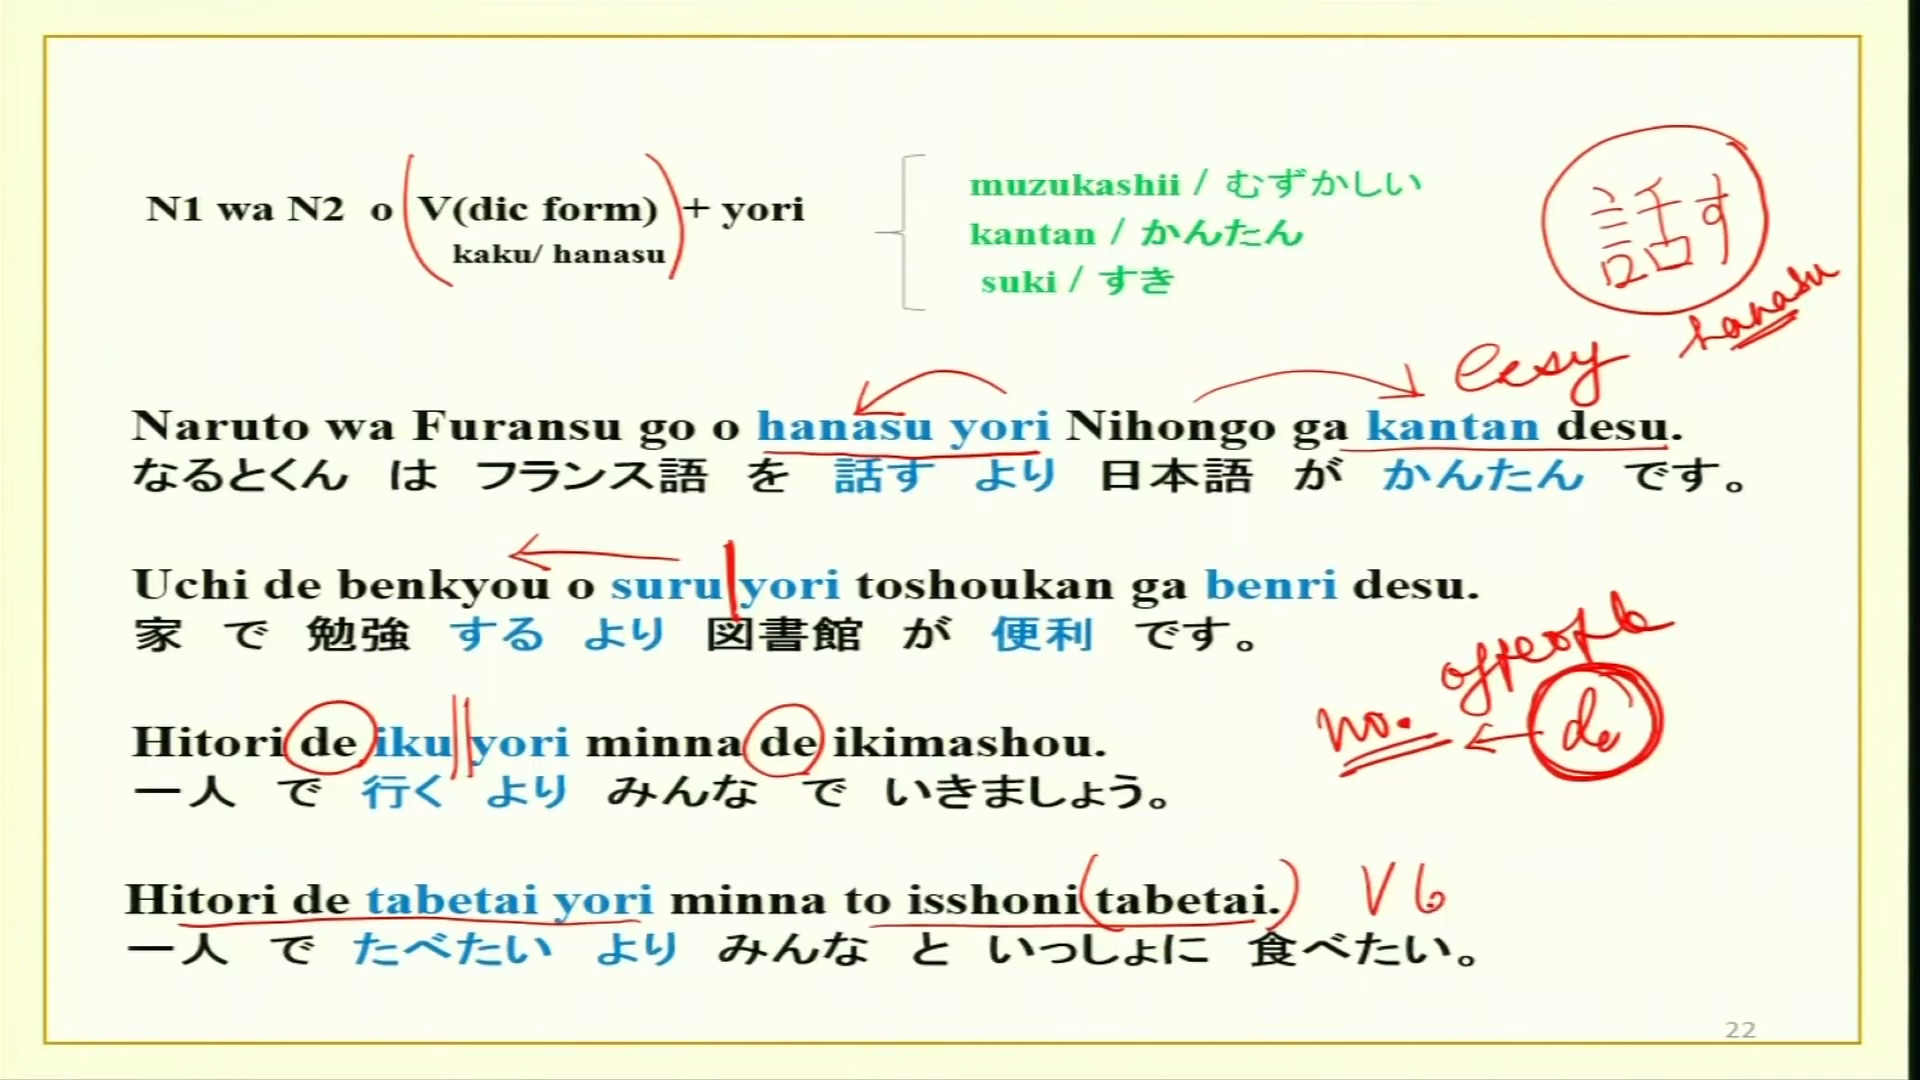 N1 wa N2 o V(dic form) + yori
kaku/ hanasu
muzukashii / むずかしい
kantan / かんたん
suki / すき
話す
hanasu
easy
Naruto wa Furansu go o hanasu yori Nihongo ga kantan desu.
なるとくん は フランス語 を 話す より 日本語 が かんたん です。
Uchi de benkyou o suru yori toshoukan ga benri desu.
家 で 勉強 する より 図書館 が 便利 です。
no. of people
de
Hitori de iku yori minna de ikimashou.
一人 で 行く より みんな で いきましょう。
Hitori de tabetai yori minna to isshoni tabetai.
V6
一人 で たべたい より みんな と いっしょに 食べたい。
22